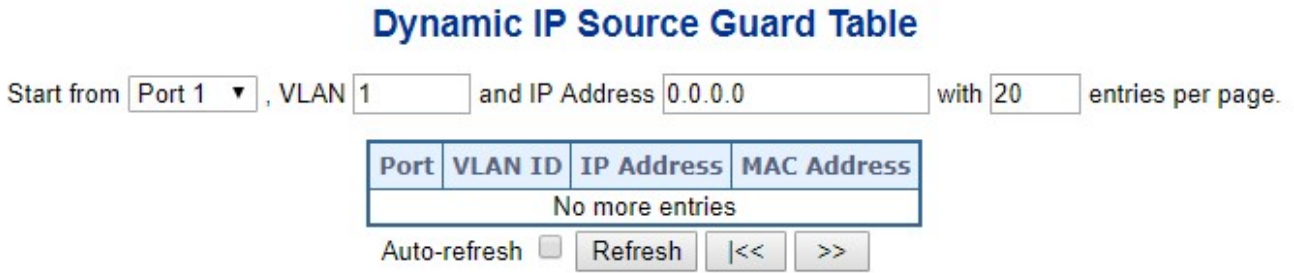 Dynamic IP Source Guard Table
Start from Port 1 ▼ , VLAN 1 and IP Address 0.0.0.0 with 20 entries per page.
Port VLAN ID IP Address MAC Address
No more entries
Auto-refresh Refresh |<< >>